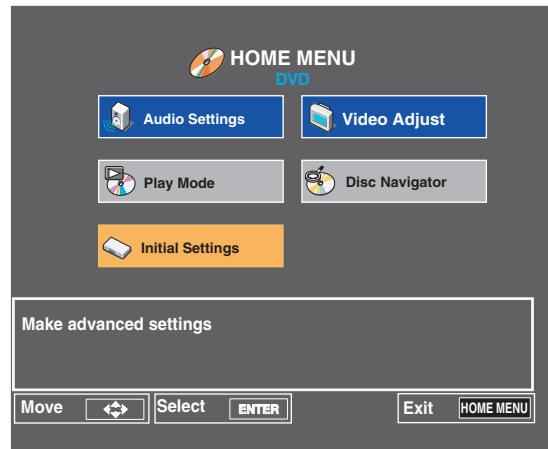 HOME MENU
DVD
Audio Settings Video Adjust
Play Mode Disc Navigator
Initial Settings
Make advanced settings
Move Select ENTER Exit HOME MENU